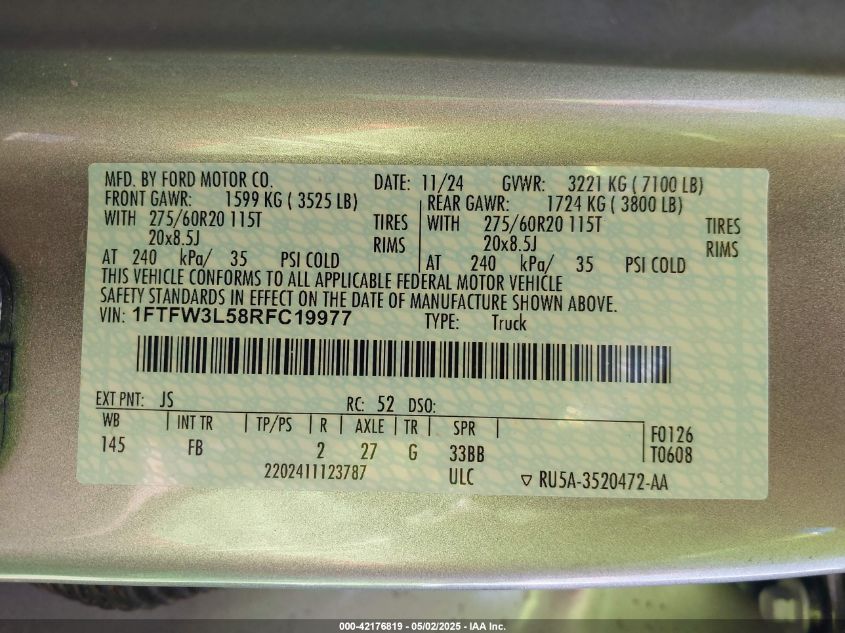 MFD. BY FORD MOTOR CO. DATE: 11/24 GVWR: 3221 KG ( 7100 LB)
FRONT GAWR: 1599 KG ( 3525 LB) REAR GAWR: 1724 KG ( 3800 LB)
WITH 275/60R20 115T TIRES WITH 275/60R20 115T TIRES
20x8.5J RIMS 20x8.5J RIMS
AT 240 kPa/ 35 PSI COLD AT 240 kPa/ 35 PSI COLD
THIS VEHICLE CONFORMS TO ALL APPLICABLE FEDERAL MOTOR VEHICLE
SAFETY STANDARDS IN EFFECT ON THE DATE OF MANUFACTURE SHOWN ABOVE.
VIN: 1FTFW3L58RFC19977 TYPE: Truck
EXT PNT: JS RC: 52 DSO:
WB INT TR TP/PS R AXLE TR SPR F0126
145 FB 2 27 G 33BB T0608
2202411123787 ULC ▽ RU5A-3520472-AA
000-42176819 - 05/02/2025 - IAA Inc.